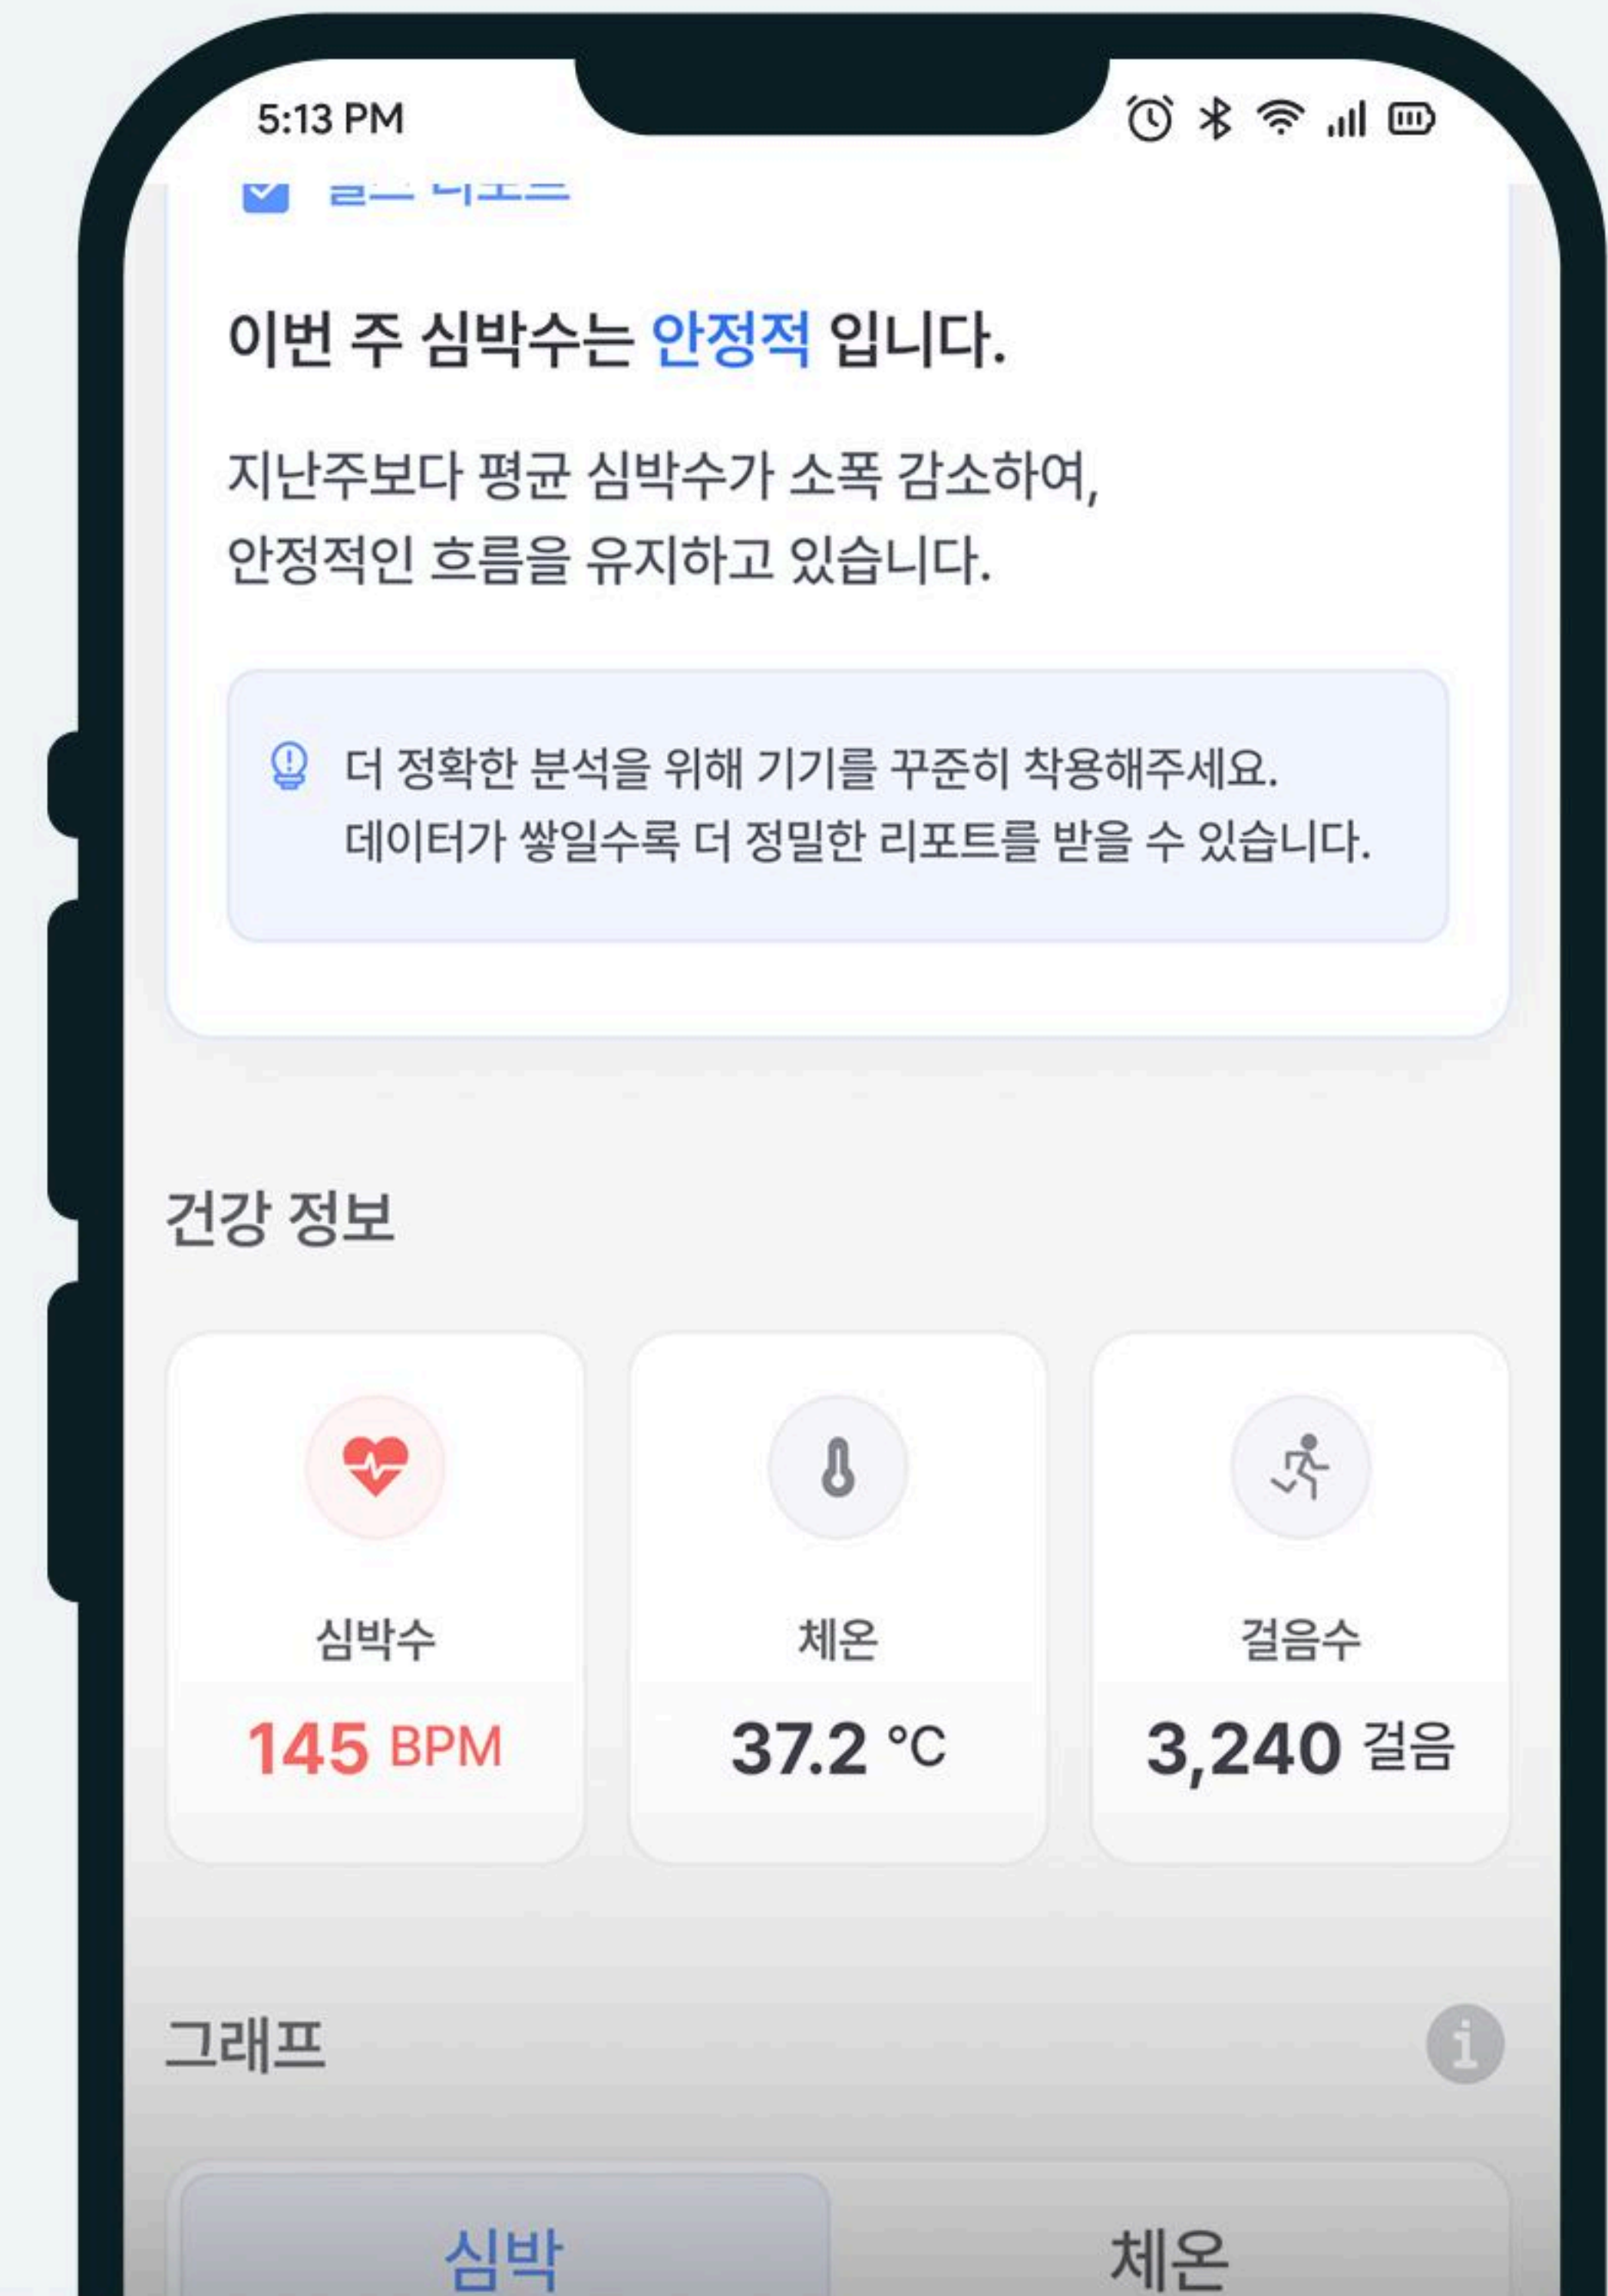 5:13 PM
이번 주 심박수는 안정적 입니다.
지난주보다 평균 심박수가 소폭 감소하여,
안정적인 흐름을 유지하고 있습니다.
더 정확한 분석을 위해 기기를 꾸준히 착용해주세요.
데이터가 쌓일수록 더 정밀한 리포트를 받을 수 있습니다.
건강 정보
심박수
체온
걸음수
145 BPM
37.2 °C
3,240 걸음
그래프
심박
체온